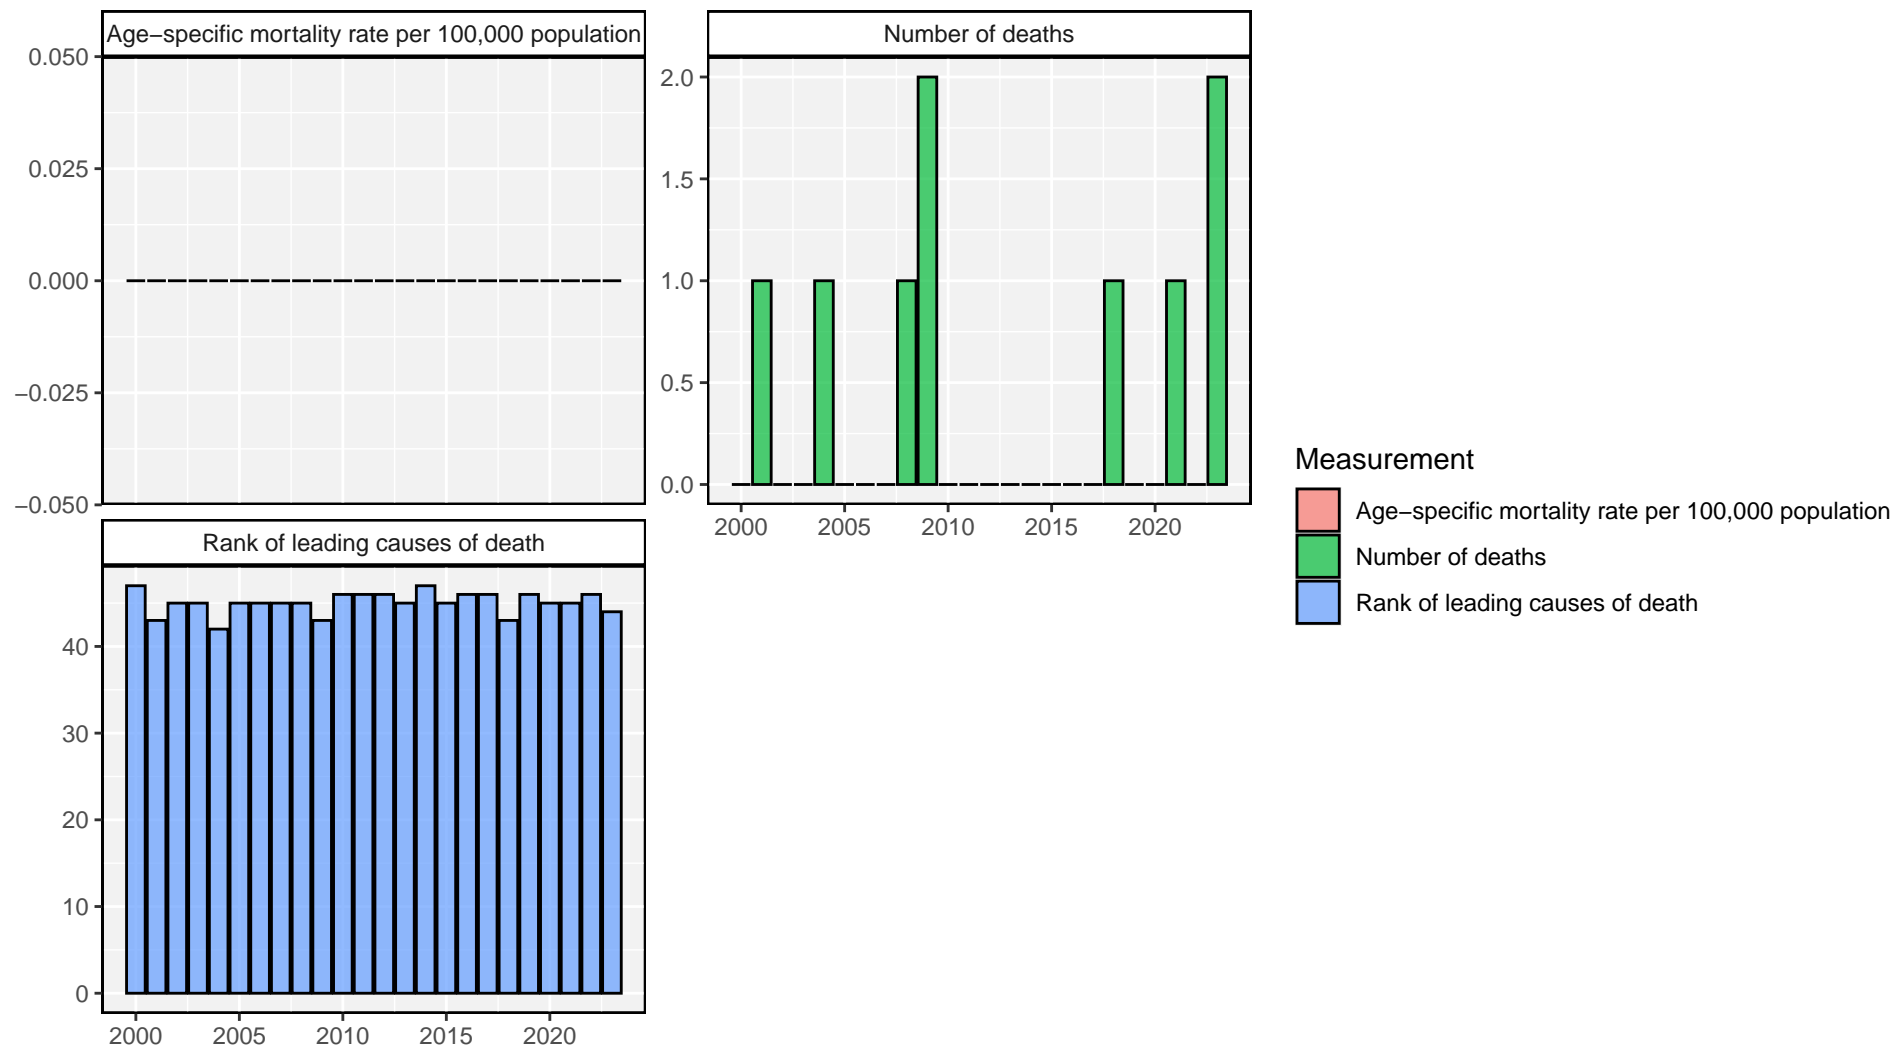 Age−specific mortality rate per 100,000 population
0.050
0.025
0.000
−0.025
−0.050
Number of deaths
2.0
1.5
1.0
0.5
0.0
2000 2005 2010 2015 2020
Rank of leading causes of death
40
30
20
10
0
2000 2005 2010 2015 2020
Measurement
Age−specific mortality rate per 100,000 population
Number of deaths
Rank of leading causes of death